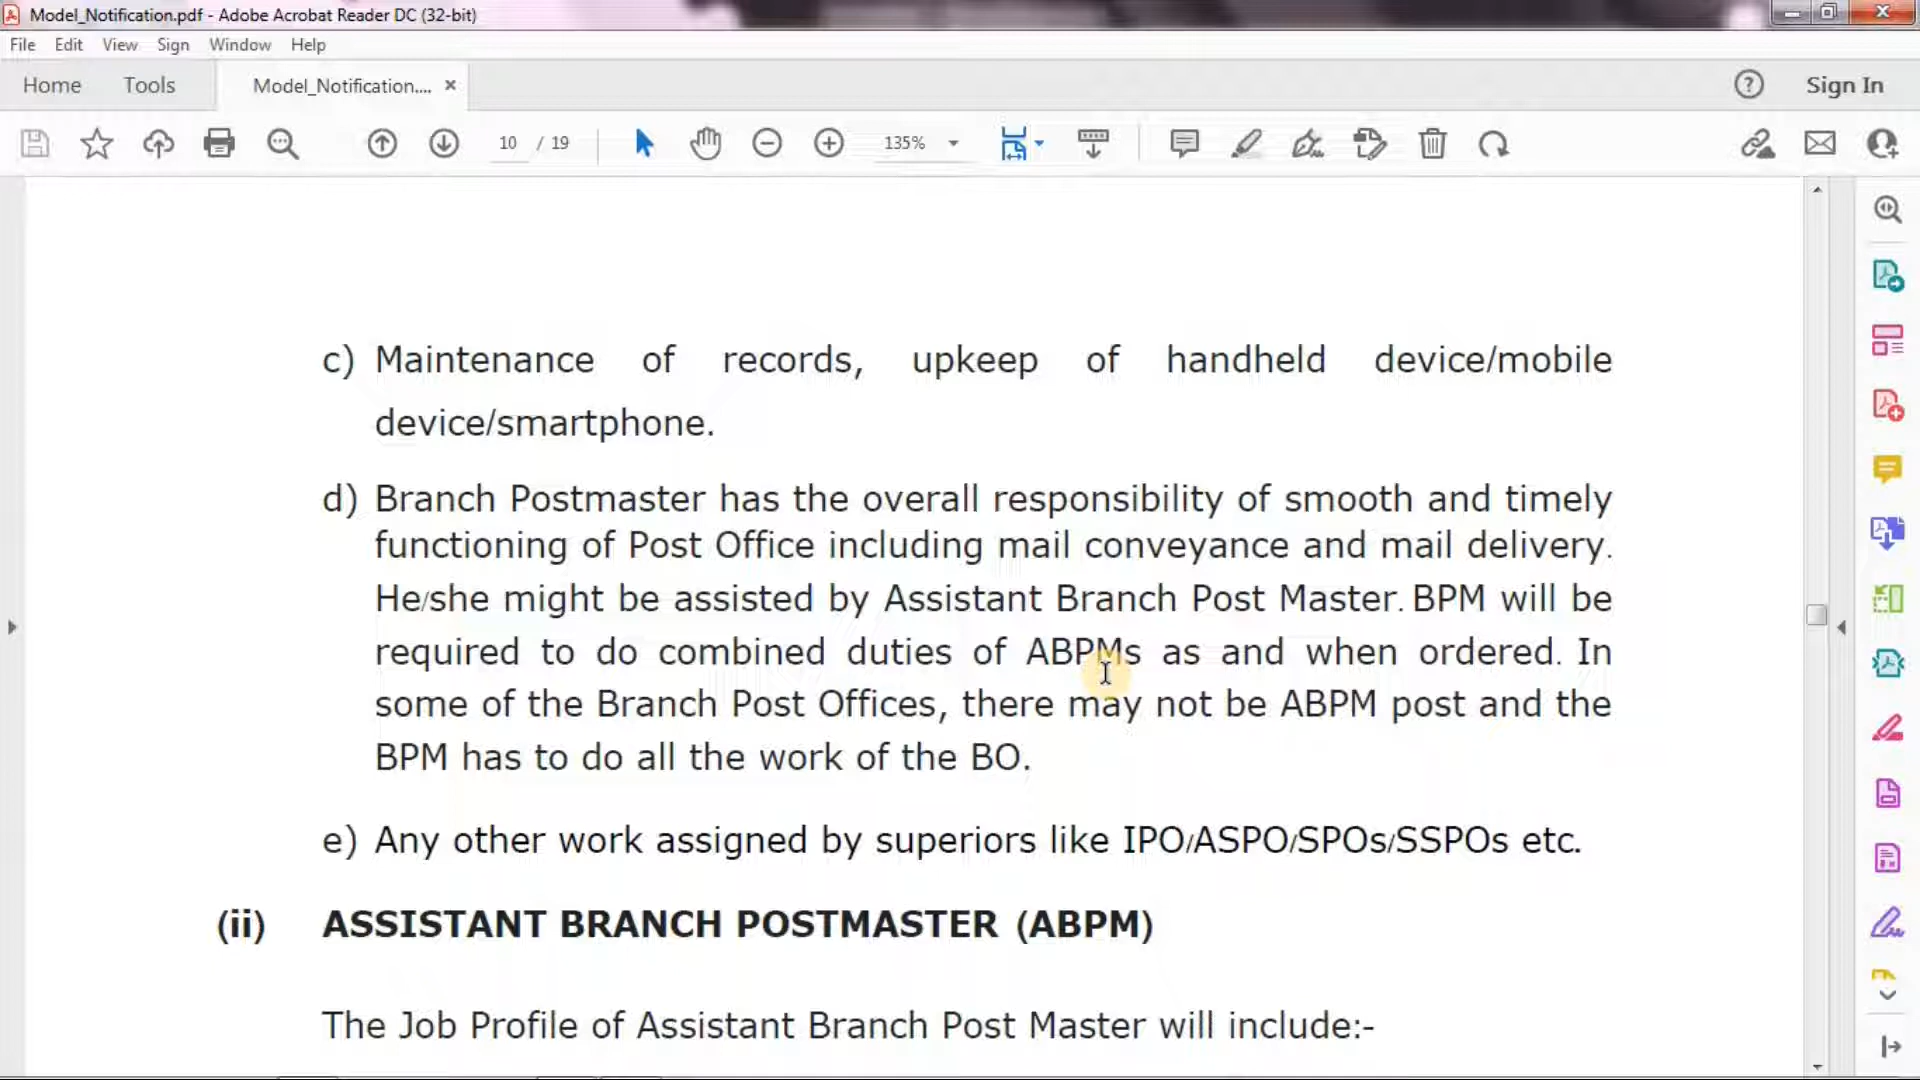 Model_Notification.pdf - Adobe Acrobat Reader DC (32-bit)
File Edit View Sign Window Help
Home Tools Model_Notification.... × Sign In
10 / 19 135%
c) Maintenance of records, upkeep of handheld device/mobile
device/smartphone.
d) Branch Postmaster has the overall responsibility of smooth and timely
functioning of Post Office including mail conveyance and mail delivery.
He/she might be assisted by Assistant Branch Post Master. BPM will be
required to do combined duties of ABPMs as and when ordered. In
some of the Branch Post Offices, there may not be ABPM post and the
BPM has to do all the work of the BO.
e) Any other work assigned by superiors like IPO/ASPO/SPOs/SSPOs etc.
(ii) ASSISTANT BRANCH POSTMASTER (ABPM)
The Job Profile of Assistant Branch Post Master will include:-